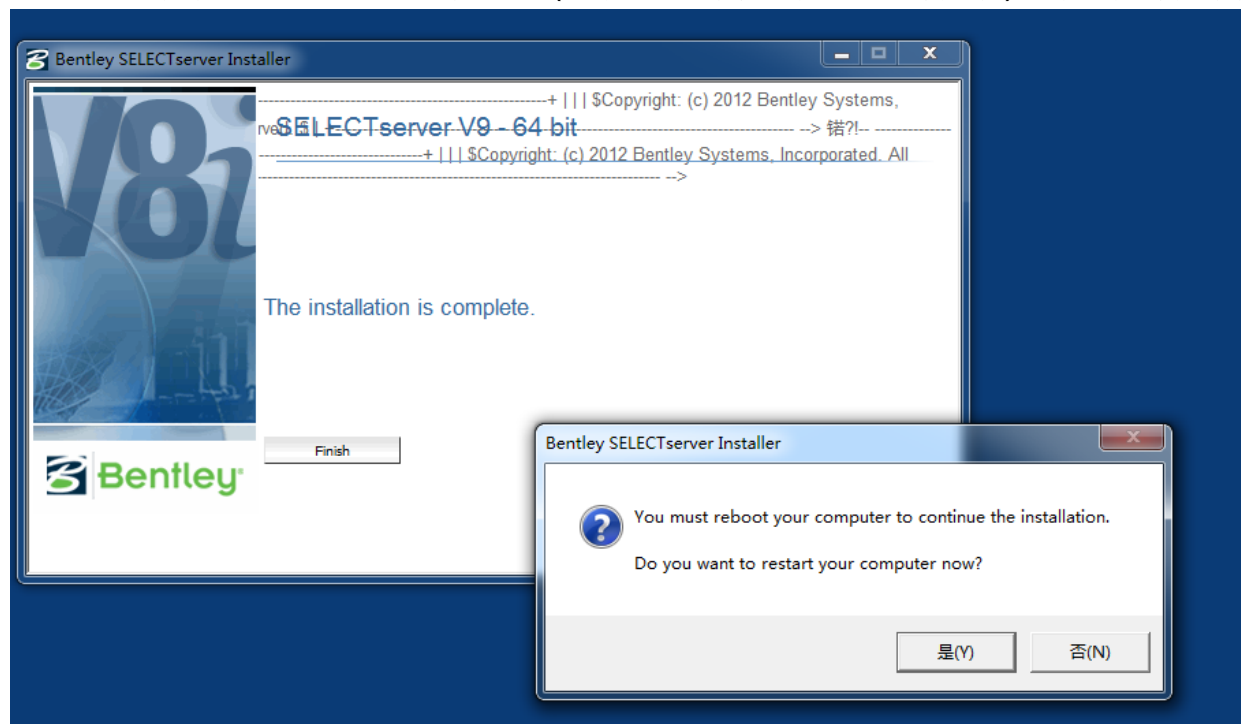 Bentley SELECTserver Installer
V8i
-----------------------------------------------------+ | | | $Copyright: (c) 2012 Bentley Systems,
SELECTserver V9 - 64 bit
--> 锘?!-- --------------
------------------------------+ | | | $Copyright: (c) 2012 Bentley Systems, Incorporated. All
-------------------------------------------------------------------------- -->
The installation is complete.
Finish
Bentley
Bentley SELECTserver Installer
You must reboot your computer to continue the installation.
Do you want to restart your computer now?
是(Y)
否(N)